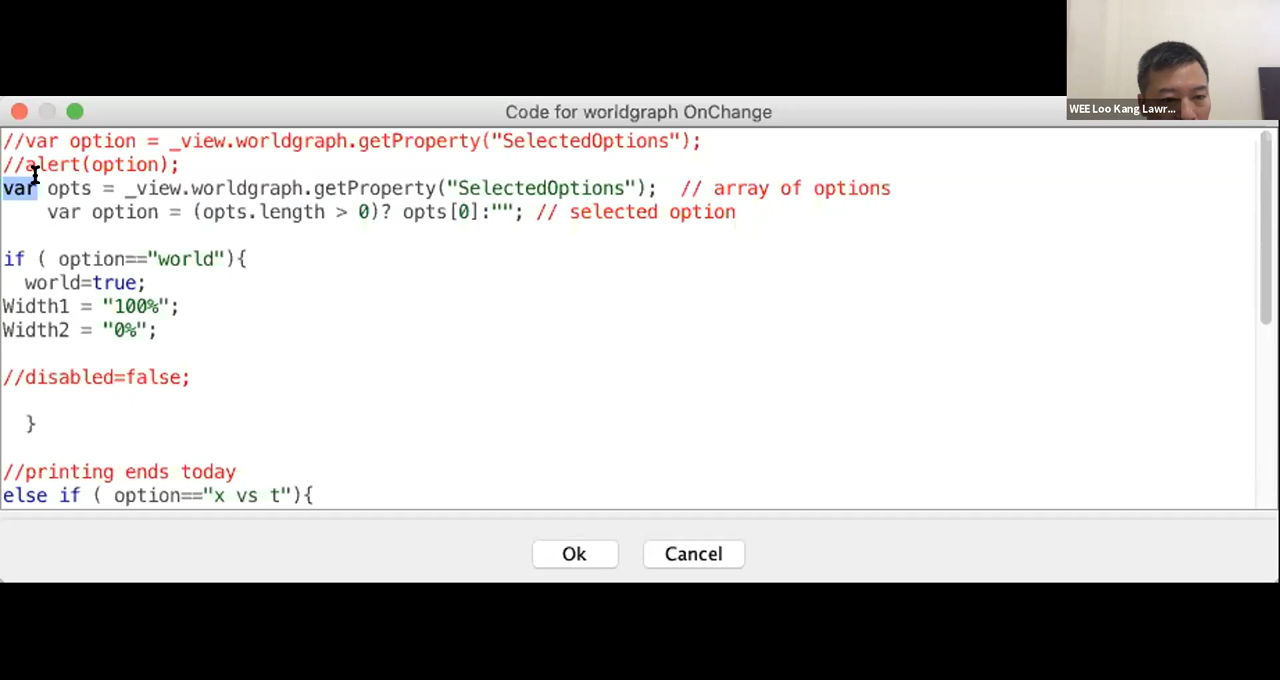 WEE Loo Kang Lawr...
Code for worldgraph OnChange
//var option = _view.worldgraph.getProperty("SelectedOptions");
//alert(option);
var opts = _view.worldgraph.getProperty("SelectedOptions");  // array of options
    var option = (opts.length > 0)? opts[0]:""; // selected option
if ( option=="world"){
  world=true;
Width1 = "100%";
Width2 = "0%";
//disabled=false;
  }
//printing ends today
else if ( option=="x vs t"){
Ok
Cancel